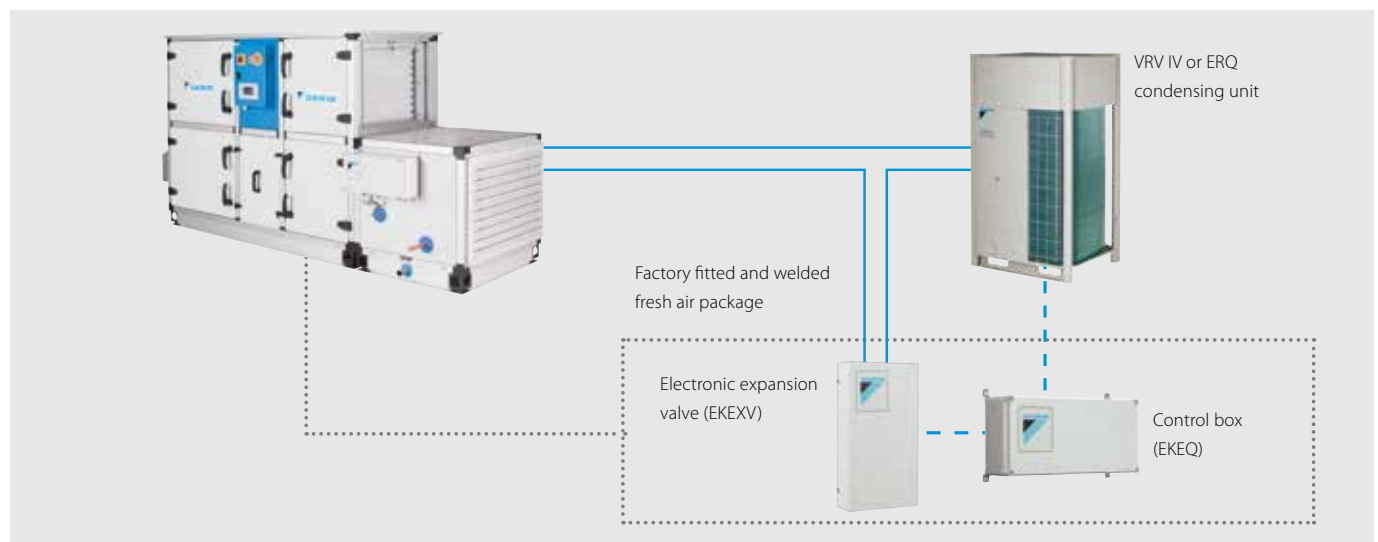 VRV IV or ERQ
condensing unit
Factory fitted and welded
fresh air package
Electronic expansion
valve (EKEXV)
Control box
(EKEQ)